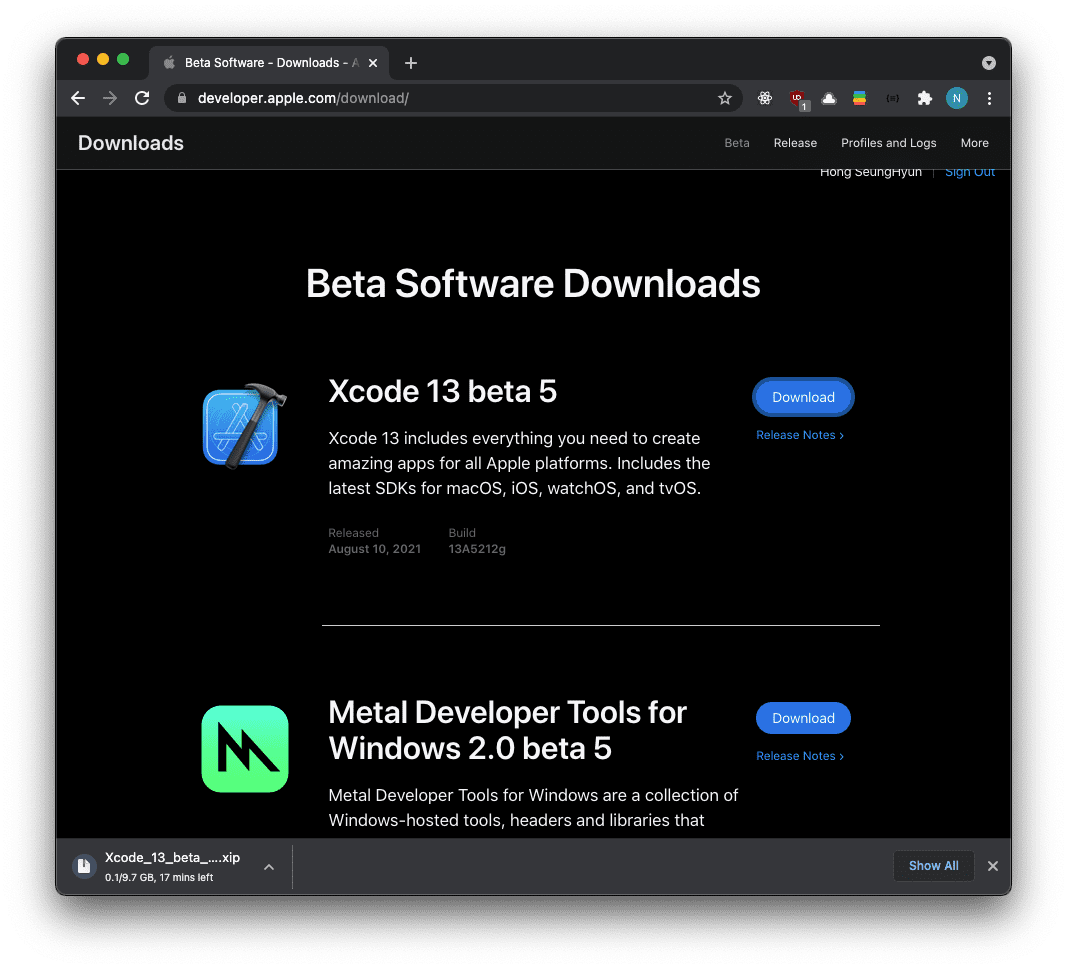 Beta Software - Downloads - A
developer.apple.com/download/
UD
1
N
Downloads
Beta
Release
Profiles and Logs
More
Hong SeungHyun
Sign Out
Beta Software Downloads
Xcode 13 beta 5
Download
Release Notes ›
Xcode 13 includes everything you need to create
amazing apps for all Apple platforms. Includes the
latest SDKs for macOS, iOS, watchOS, and tvOS.
Released
August 10, 2021
Build
13A5212g
Metal Developer Tools for
Windows 2.0 beta 5
Download
Release Notes ›
Metal Developer Tools for Windows are a collection of
Windows-hosted tools, headers and libraries that
Xcode_13_beta_....xip
0.1/9.7 GB, 17 mins left
Show All